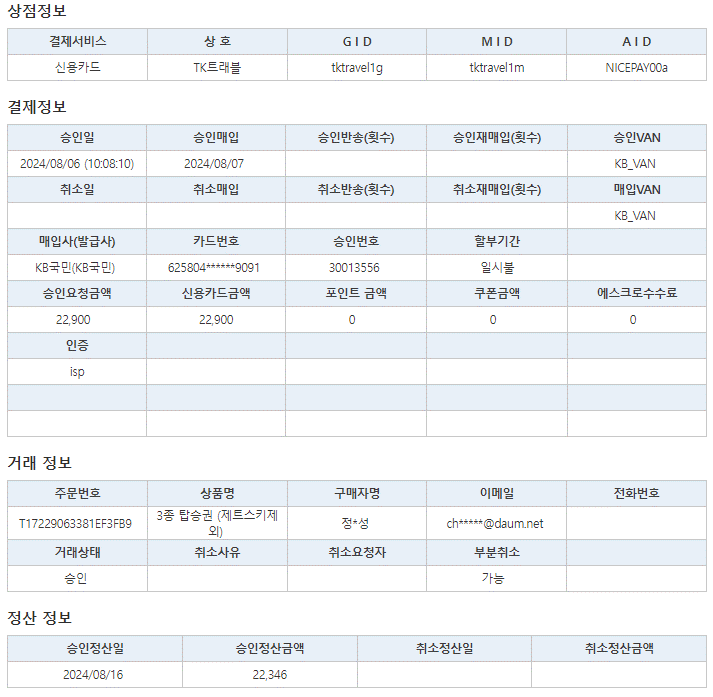 상점정보
결제서비스 상 호 G I D M I D A I D
신용카드 TK트래블 tktravel1g tktravel1m NICEPAY00a
결제정보
승인일 승인매입 승인반송(횟수) 승인재매입(횟수) 승인VAN
2024/08/06 (10:08:10) 2024/08/07 KB_VAN
취소일 취소매입 취소반송(횟수) 취소재매입(횟수) 매입VAN
KB_VAN
매입사(발급사) 카드번호 승인번호 할부기간
KB국민(KB국민) 625804******9091 30013556 일시불
승인요청금액 신용카드금액 포인트 금액 쿠폰금액 에스크로수수료
22,900 22,900 0 0 0
인증
isp
거래 정보
주문번호 상품명 구매자명 이메일 전화번호
T17229063381EF3FB9 3종 탑승권 (제트스키제
외) 정*성 ch*****@daum.net
거래상태 취소사유 취소요청자 부분취소
승인 가능
정산 정보
승인정산일 승인정산금액 취소정산일 취소정산금액
2024/08/16 22,346